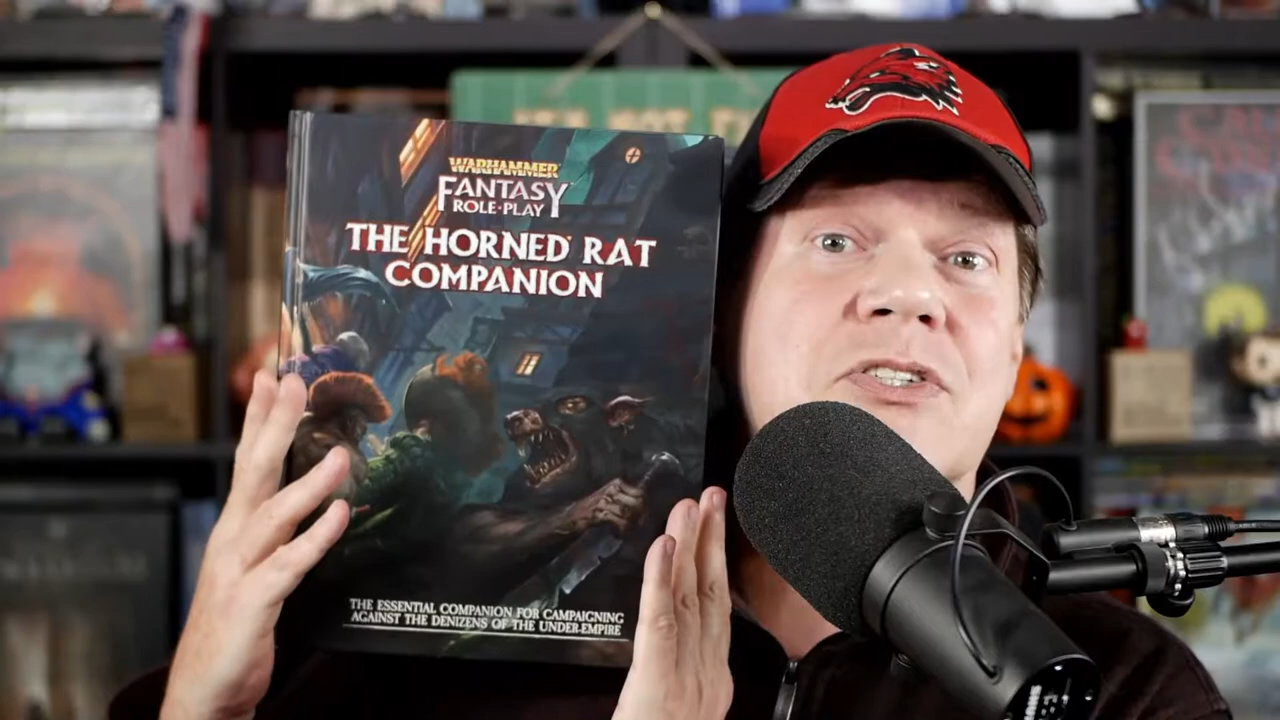 WARHAMMER
FANTASY
ROLE·PLAY
THE HORNED RAT
COMPANION
THE ESSENTIAL COMPANION FOR CAMPAIGNING
AGAINST THE DENIZENS OF THE UNDER-EMPIRE